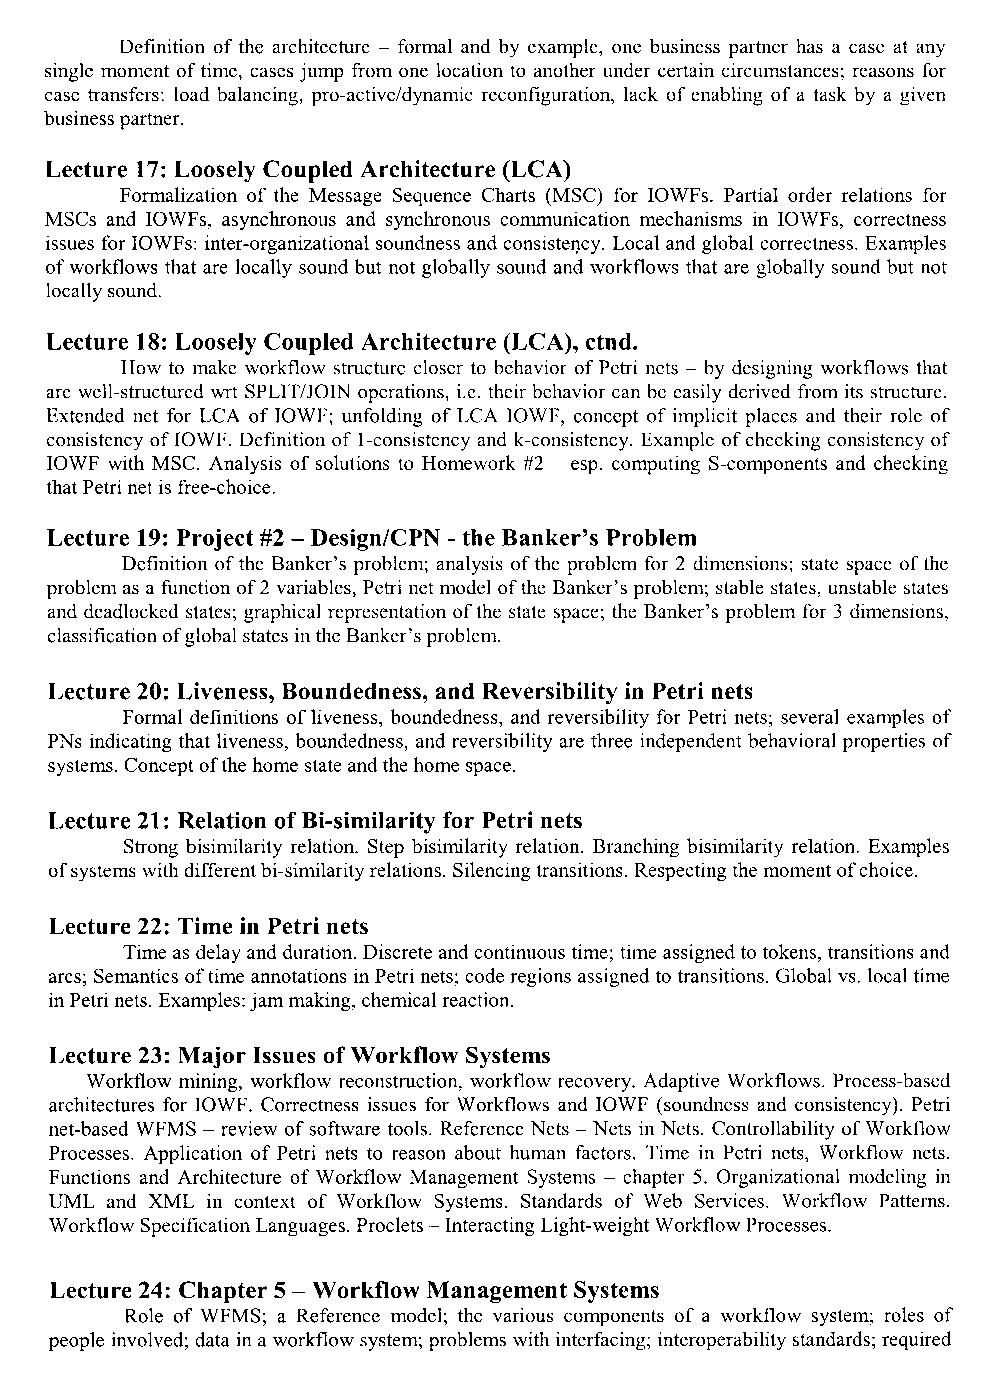 Definition of the architecture – formal and by example, one business partner has a case at any
single moment of time, cases jump from one location to another under certain circumstances; reasons for
case transfers: load balancing, pro-active/dynamic reconfiguration, lack of enabling of a task by a given
business partner.
Lecture 17: Loosely Coupled Architecture (LCA)
Formalization of the Message Sequence Charts (MSC) for IOWFs. Partial order relations for
MSCs and IOWFs, asynchronous and synchronous communication mechanisms in IOWFs, correctness
issues for IOWFs: inter-organizational soundness and consistency. Local and global correctness. Examples
of workflows that are locally sound but not globally sound and workflows that are globally sound but not
locally sound.
Lecture 18: Loosely Coupled Architecture (LCA), ctnd.
How to make workflow structure closer to behavior of Petri nets – by designing workflows that
are well-structured wrt SPLIT/JOIN operations, i.e. their behavior can be easily derived from its structure.
Extended net for LCA of IOWF; unfolding of LCA IOWF, concept of implicit places and their role of
consistency of IOWF. Definition of 1-consistency and k-consistency. Example of checking consistency of
IOWF with MSC. Analysis of solutions to Homework #2 esp. computing S-components and checking
that Petri net is free-choice.
Lecture 19: Project #2 – Design/CPN - the Banker's Problem
Definition of the Banker's problem; analysis of the problem for 2 dimensions; state space of the
problem as a function of 2 variables, Petri net model of the Banker's problem; stable states, unstable states
and deadlocked states; graphical representation of the state space; the Banker's problem for 3 dimensions,
classification of global states in the Banker's problem.
Lecture 20: Liveness, Boundedness, and Reversibility in Petri nets
Formal definitions of liveness, boundedness, and reversibility for Petri nets; several examples of
PNs indicating that liveness, boundedness, and reversibility are three independent behavioral properties of
systems. Concept of the home state and the home space.
Lecture 21: Relation of Bi-similarity for Petri nets
Strong bisimilarity relation. Step bisimilarity relation. Branching bisimilarity relation. Examples
of systems with different bi-similarity relations. Silencing transitions. Respecting the moment of choice.
Lecture 22: Time in Petri nets
Time as delay and duration. Discrete and continuous time; time assigned to tokens, transitions and
arcs; Semantics of time annotations in Petri nets; code regions assigned to transitions. Global vs. local time
in Petri nets. Examples: jam making, chemical reaction.
Lecture 23: Major Issues of Workflow Systems
Workflow mining, workflow reconstruction, workflow recovery. Adaptive Workflows. Process-based
architectures for IOWF. Correctness issues for Workflows and IOWF (soundness and consistency). Petri
net-based WFMS – review of software tools. Reference Nets – Nets in Nets. Controllability of Workflow
Processes. Application of Petri nets to reason about human factors. Time in Petri nets, Workflow nets.
Functions and Architecture of Workflow Management Systems – chapter 5. Organizational modeling in
UML and XML in context of Workflow Systems. Standards of Web Services. Workflow Patterns.
Workflow Specification Languages. Proclets – Interacting Light-weight Workflow Processes.
Lecture 24: Chapter 5 – Workflow Management Systems
Role of WFMS; a Reference model; the various components of a workflow system; roles of
people involved; data in a workflow system; problems with interfacing; interoperability standards; required